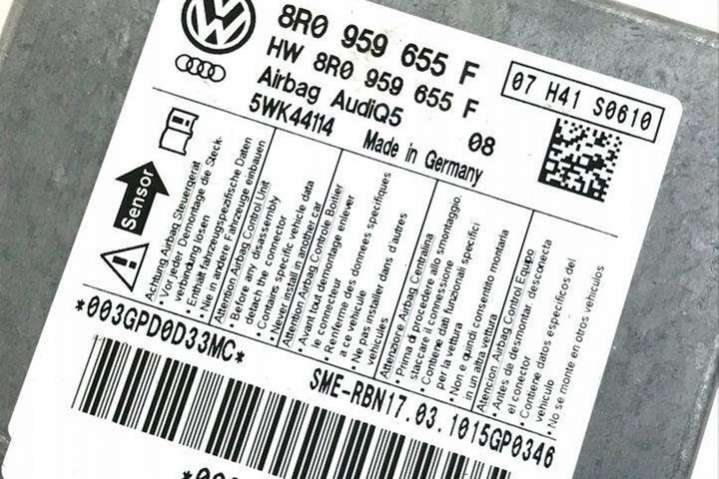 8R0 959 655 F
HW 8R0 959 655 F
07 H41 S0610
Airbag AudiQ5
08
5WK44114
Made in Germany
Sensor
Achtung Airbag Steuergerät
• Vor jeder Demontage die Steck-
verbindung lösen
• Enthält fahrzeugspezifische Daten
• Nie in andere Fahrzeuge einbauen
Attention Airbag Control Unit
• Before any disassembly
detach the connector
• Contains specific vehicle data
• Never install in another car
Attention Airbag Controle Boitier
• Avant tout demontage enlever
le connecteur
• Renferme des données specifiques
a ce vehicule
• Ne pas installer dans d'autres
vehicules
Attenzione Airbag Centralina
• Prima di procedere allo smontaggio,
staccare il connessione
• Contiene dati funzionali specifici
per la vettura
• Non e quindi consentito montarla
in un altra vettura
Atencion Airbag Control Equipo
• Antes de desmontar, desconecta
el conector
• Contiene datos especificos del
vehiculo
• No se monte en otros vehiculos
*003GPD0D33MC*
SME-RBN17.03.1015GP0346